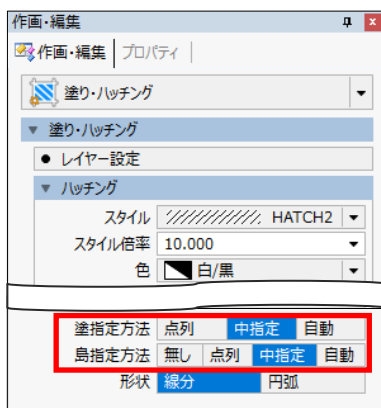 作画・編集
作画・編集 プロパティ
塗り・ハッチング
塗り・ハッチング
レイヤー設定
ハッチング
スタイル HATCH2
スタイル倍率 10.000
色 白/黒
塗指定方法 点列 中指定 自動
島指定方法 無し 点列 中指定 自動
形状 線分 円弧